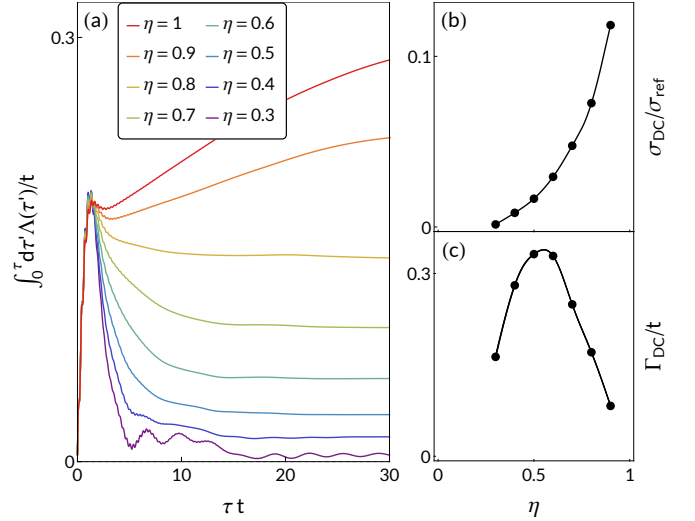 (a)
η = 1
η = 0.9
η = 0.8
η = 0.7
η = 0.6
η = 0.5
η = 0.4
η = 0.3
0.3
0
∫₀^τ dτ'Λ(τ')/t
0 10 20 30
τ t
(b)
0.1
0
σ_DC/σ_ref
(c)
0.3
0
Γ_DC/t
0 0.5 1
η